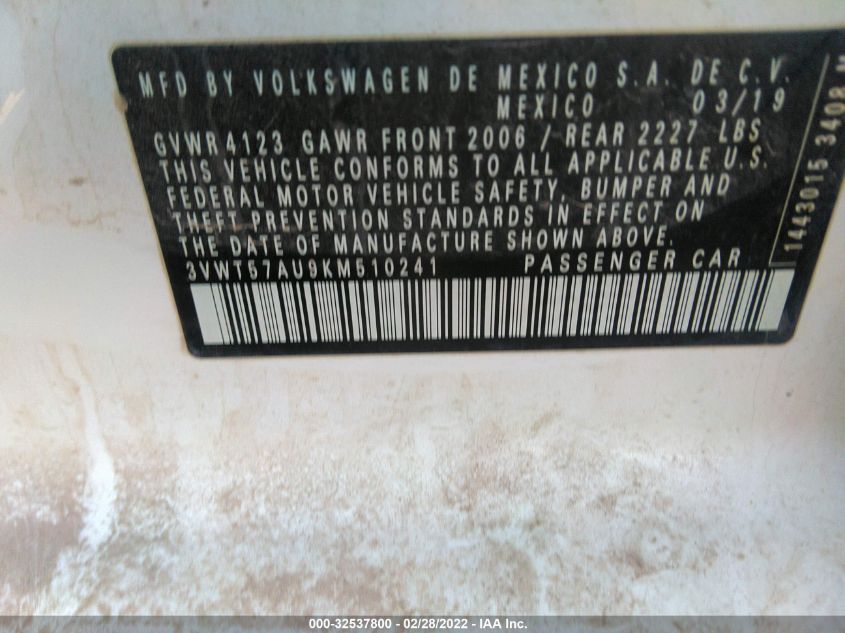 MFD BY VOLKSWAGEN DE MEXICO S.A. DE C.V.
MEXICO 03/19
GVWR 4123 GAWR FRONT 2006 / REAR 2227 LBS
THIS VEHICLE CONFORMS TO ALL APPLICABLE U.S.
FEDERAL MOTOR VEHICLE SAFETY, BUMPER AND
THEFT PREVENTION STANDARDS IN EFFECT ON
THE DATE OF MANUFACTURE SHOWN ABOVE.
3VWT57AU9KM510241 PASSENGER CAR
1443015 3408
000-32537800 - 02/28/2022 - IAA Inc.